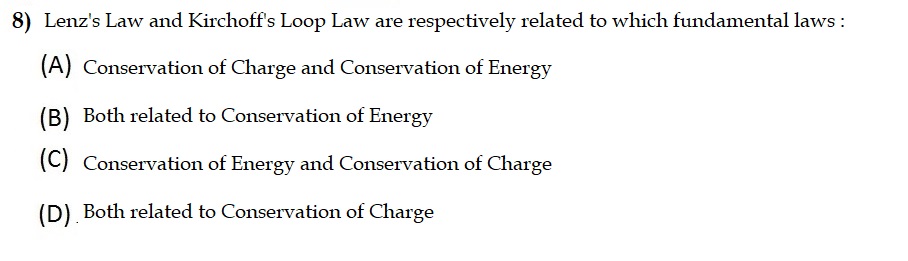 8) Lenz's Law and Kirchoff's Loop Law are respectively related to which fundamental laws :
(A) Conservation of Charge and Conservation of Energy
(B) Both related to Conservation of Energy
(C) Conservation of Energy and Conservation of Charge
(D). Both related to Conservation of Charge